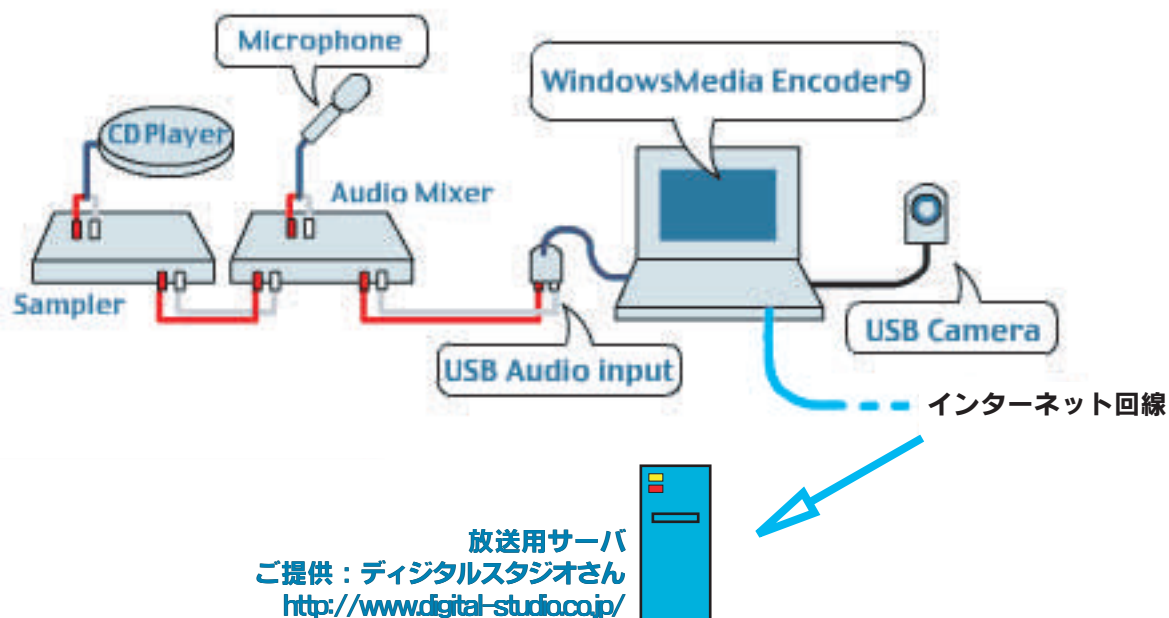 Microphone
WindowsMedia Encoder9
CD Player
Audio Mixer
Sampler
USB Camera
USB Audio input
インターネット回線
放送用サーバ
ご提供：ディジタルスタジオさん
http://www.digital-studio.co.jp/